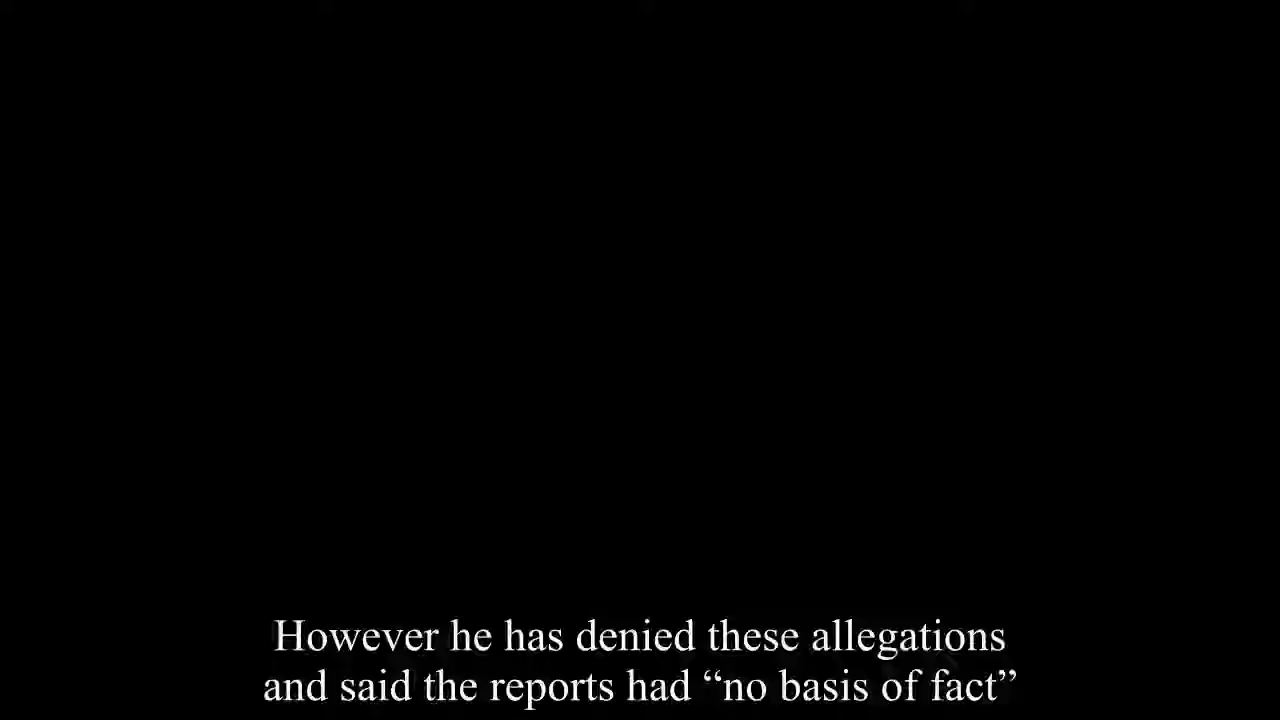 However he has denied these allegations
and said the reports had “no basis of fact”